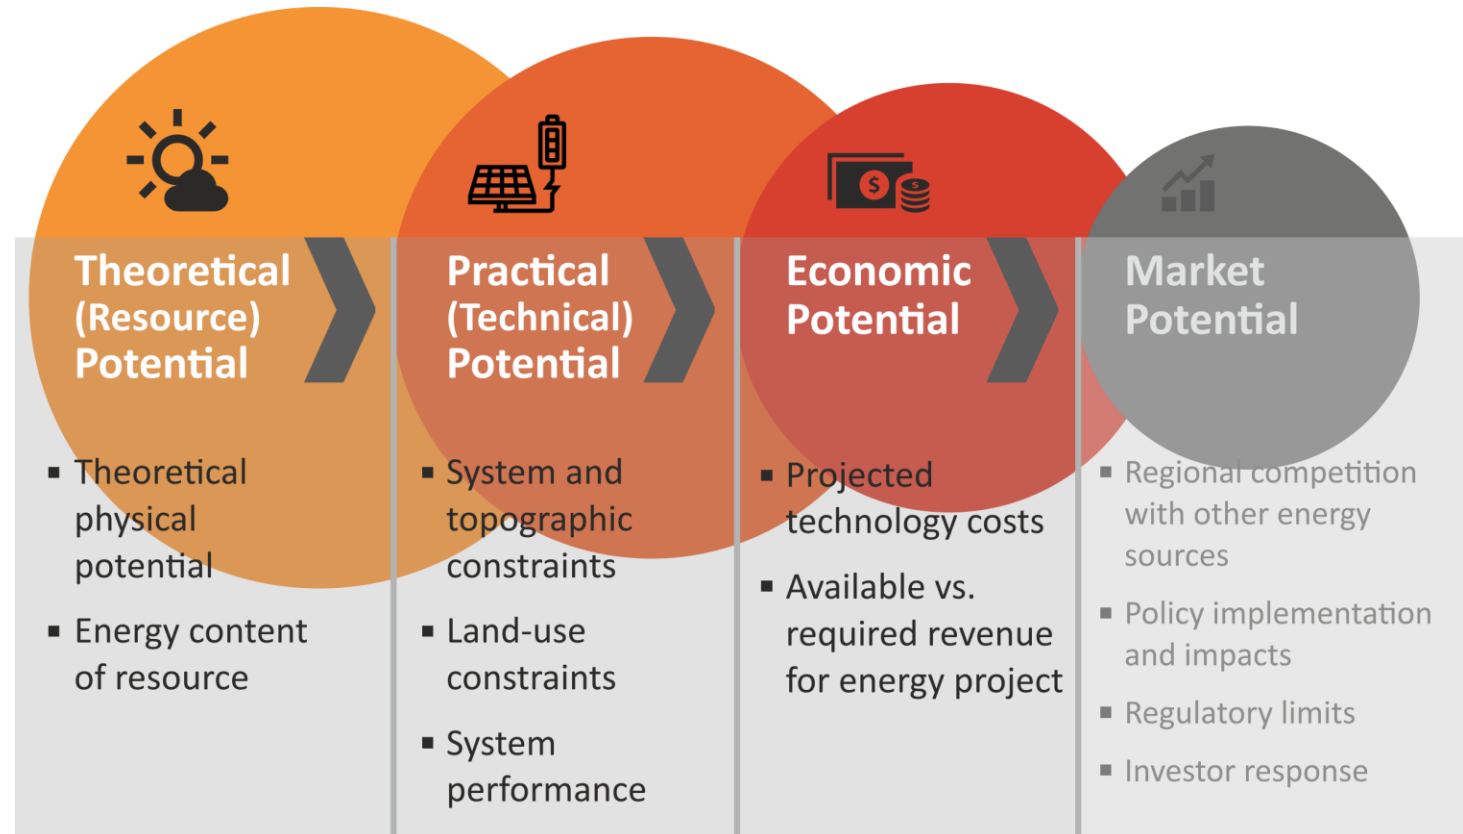 Theoretical
(Resource)
Potential
▪ Theoretical
physical
potential
▪ Energy content
of resource
Practical
(Technical)
Potential
▪ System and
topographic
constraints
▪ Land-use
constraints
▪ System
performance
$
$
Economic
Potential
▪ Projected
technology costs
▪ Available vs.
required revenue
for energy project
Market
Potential
▪ Regional competition
with other energy
sources
▪ Policy implementation
and impacts
▪ Regulatory limits
▪ Investor response